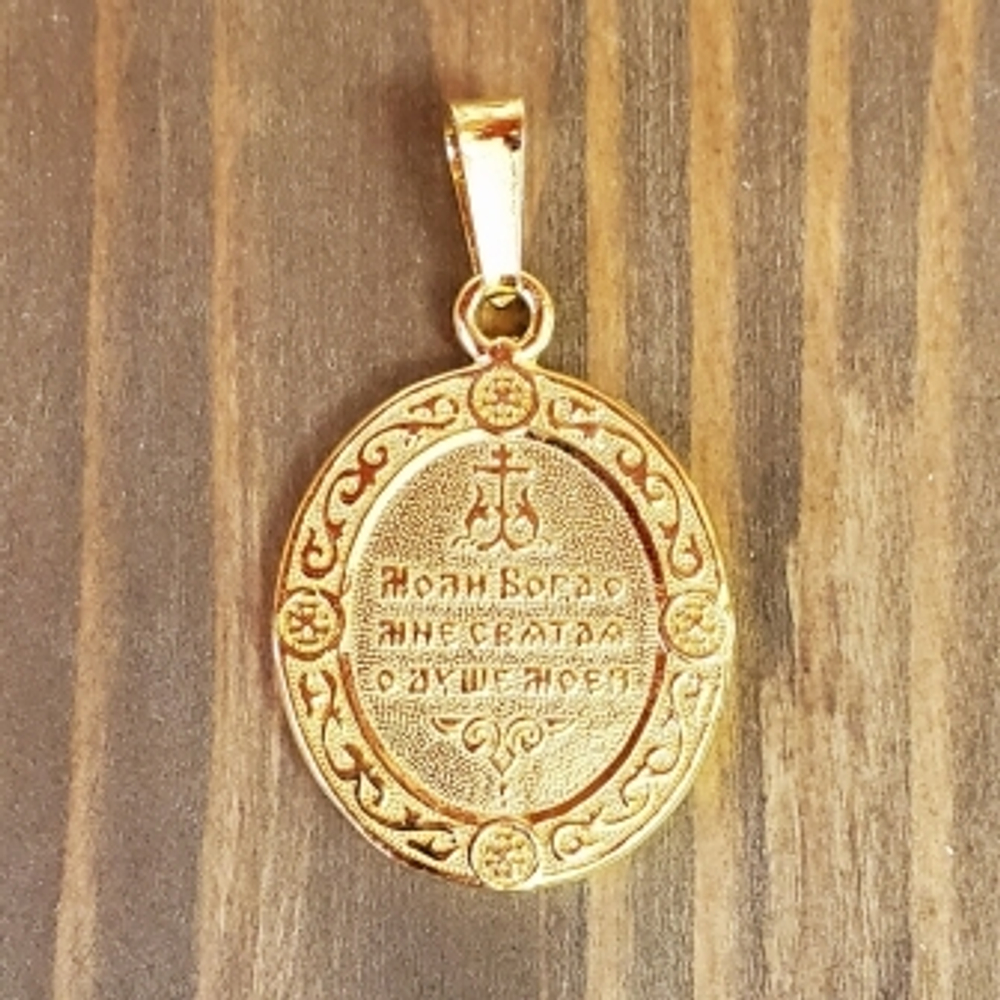 Моли Бога о
мне святая
о душе моей